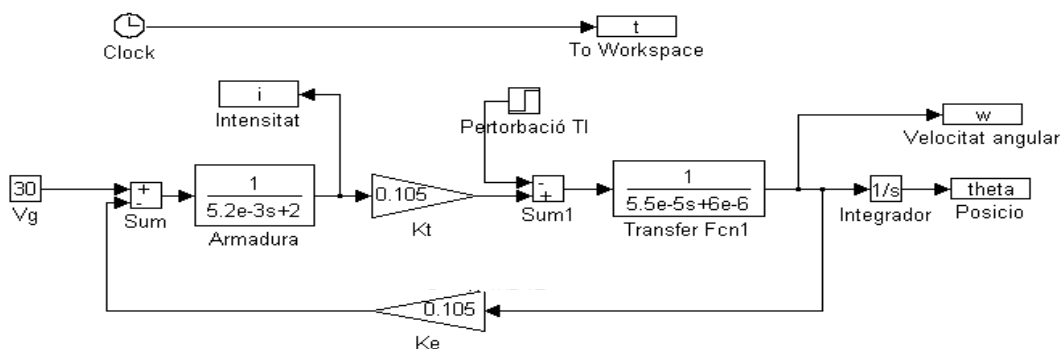 t
Clock
To Workspace
i
Intensitat
Pertorbació Tl
w
Velocitat angular
30
Vg
+
-
Sum
1
5.2e-3s+2
Armadura
0.105
Kt
-
+
Sum1
1
5.5e-5s+6e-6
Transfer Fcn1
1/s
Integrador
theta
Posicio
0.105
Ke